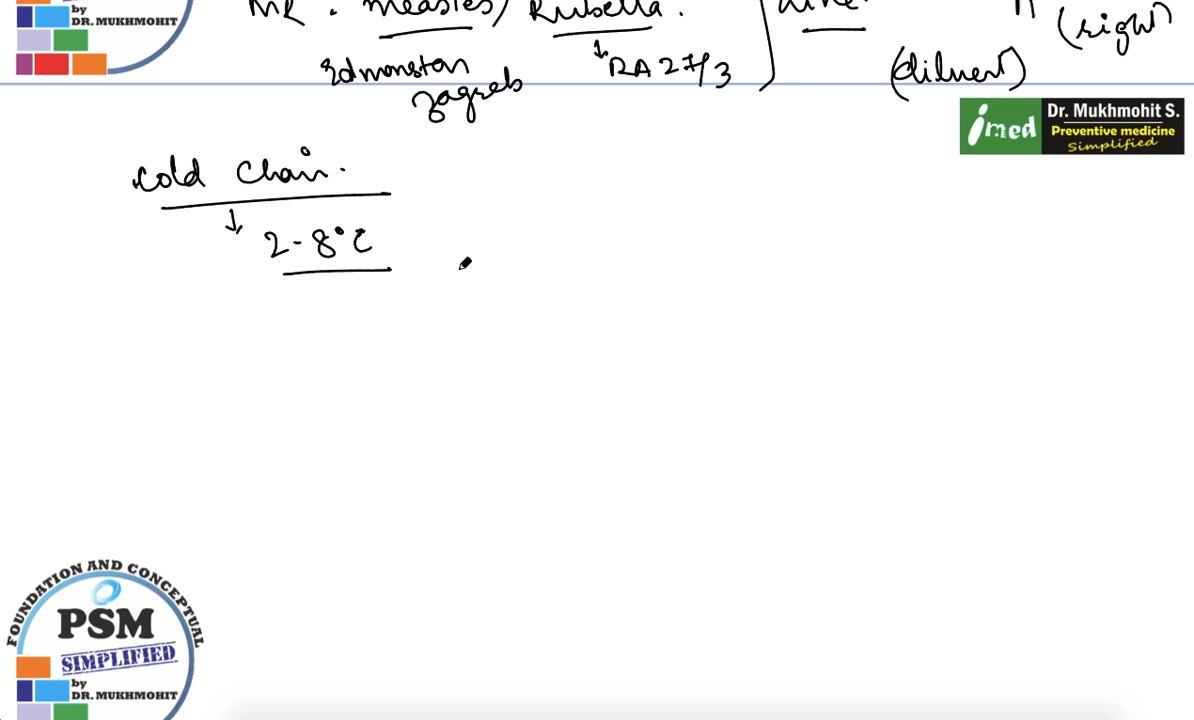 by
DR. MUKHMOHIT
MR . Measles / Rubella .
(right)
Edmonston
Zagreb
RA 27/3
(diluent)
imed
Dr. Mukhmohit S.
Preventive medicine
Simplified
Cold Chain.
2-8°C
FOUNDATION AND CONCEPTUAL
PSM
SIMPLIFIED
by
DR. MUKHMOHIT